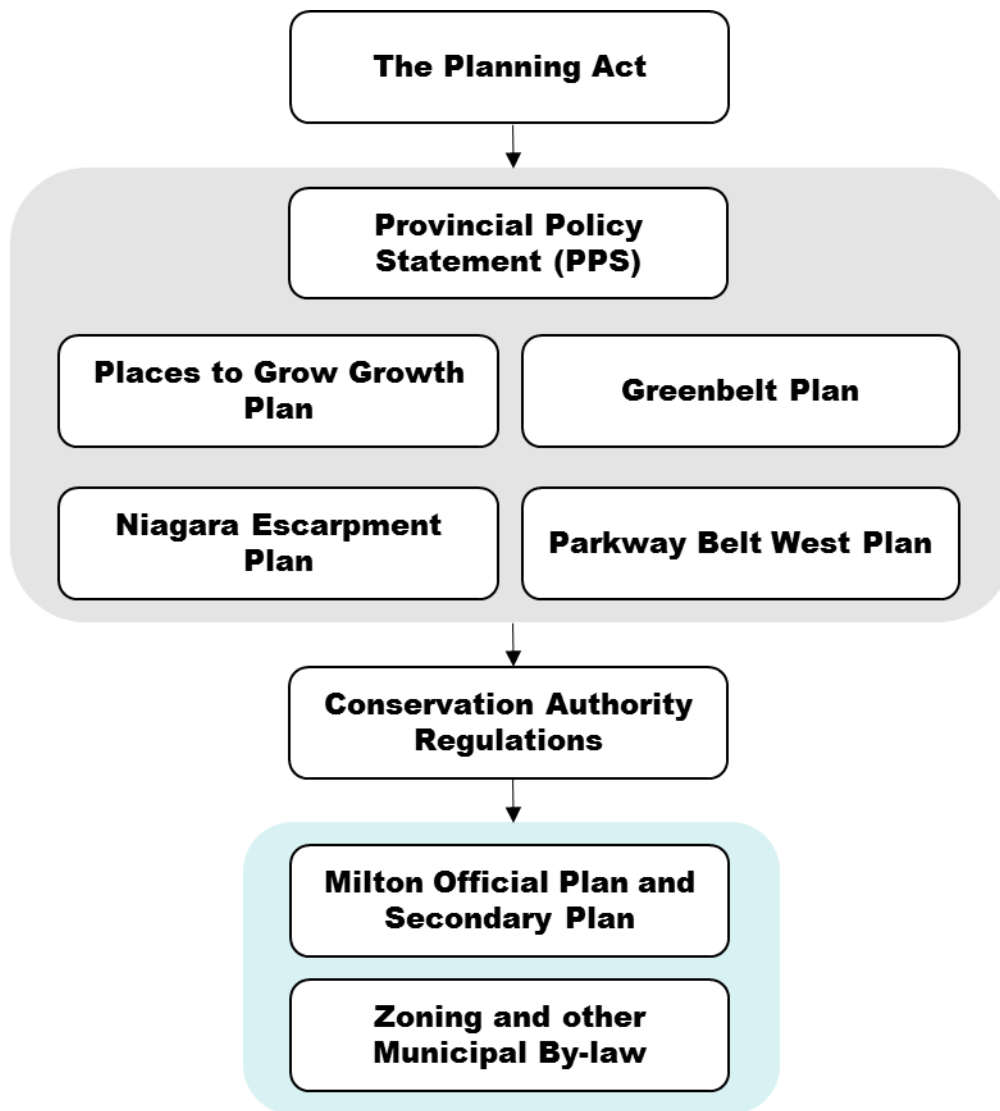 The Planning Act
Provincial Policy
Statement (PPS)
Places to Grow Growth
Plan
Greenbelt Plan
Niagara Escarpment
Plan
Parkway Belt West Plan
Conservation Authority
Regulations
Milton Official Plan and
Secondary Plan
Zoning and other
Municipal By-law